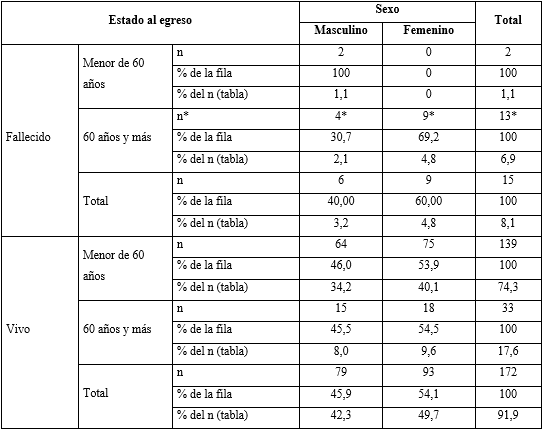 Estado al egreso Sexo Total
Masculino Femenino
Fallecido Menor de 60 años n 2 0 2
% de la fila 100 0 100
% del n (tabla) 1,1 0 1,1
60 años y más n* 4* 9* 13*
% de la fila 30,7 69,2 100
% del n (tabla) 2,1 4,8 6,9
Total n 6 9 15
% de la fila 40,00 60,00 100
% del n (tabla) 3,2 4,8 8,1
Vivo Menor de 60 años n 64 75 139
% de la fila 46,0 53,9 100
% del n (tabla) 34,2 40,1 74,3
60 años y más n 15 18 33
% de la fila 45,5 54,5 100
% del n (tabla) 8,0 9,6 17,6
Total n 79 93 172
% de la fila 45,9 54,1 100
% del n (tabla) 42,3 49,7 91,9